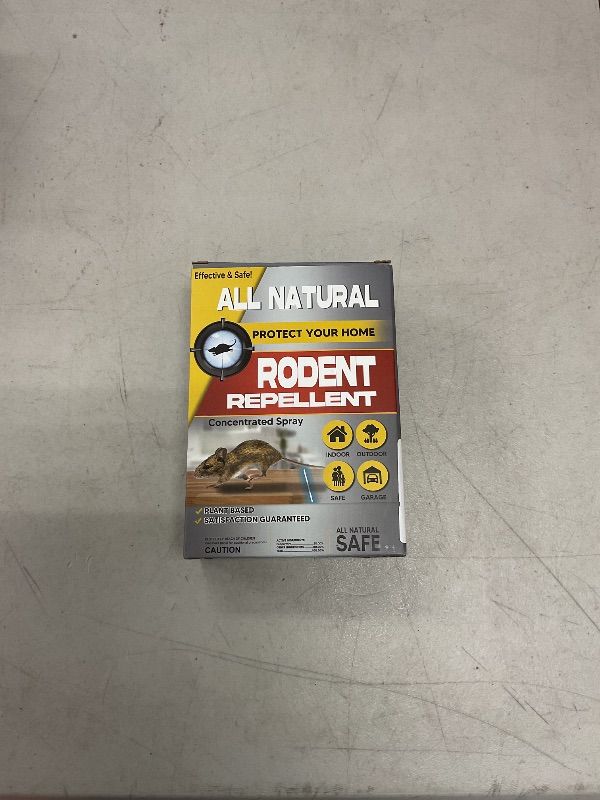 Effective & Safe!
ALL NATURAL
PROTECT YOUR HOME
RODENT
REPELLENT
Concentrated Spray
INDOOR OUTDOOR
SAFE GARAGE
PLANT BASED
SATISFACTION GUARANTEED
ALL NATURAL
SAFE
CAUTION